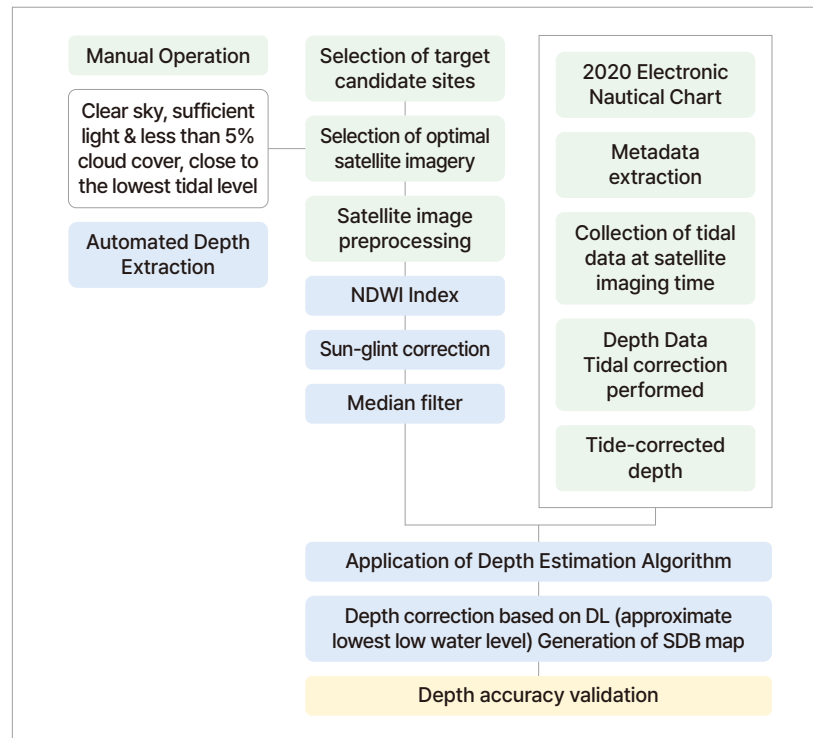 Manual Operation
Clear sky, sufficient
light & less than 5%
cloud cover, close to
the lowest tidal level
Automated Depth
Extraction
Selection of target
candidate sites
Selection of optimal
satellite imagery
Satellite image
preprocessing
NDWI Index
Sun-glint correction
Median filter
2020 Electronic
Nautical Chart
Metadata
extraction
Collection of tidal
data at satellite
imaging time
Depth Data
Tidal correction
performed
Tide-corrected
depth
Application of Depth Estimation Algorithm
Depth correction based on DL (approximate
lowest low water level) Generation of SDB map
Depth accuracy validation